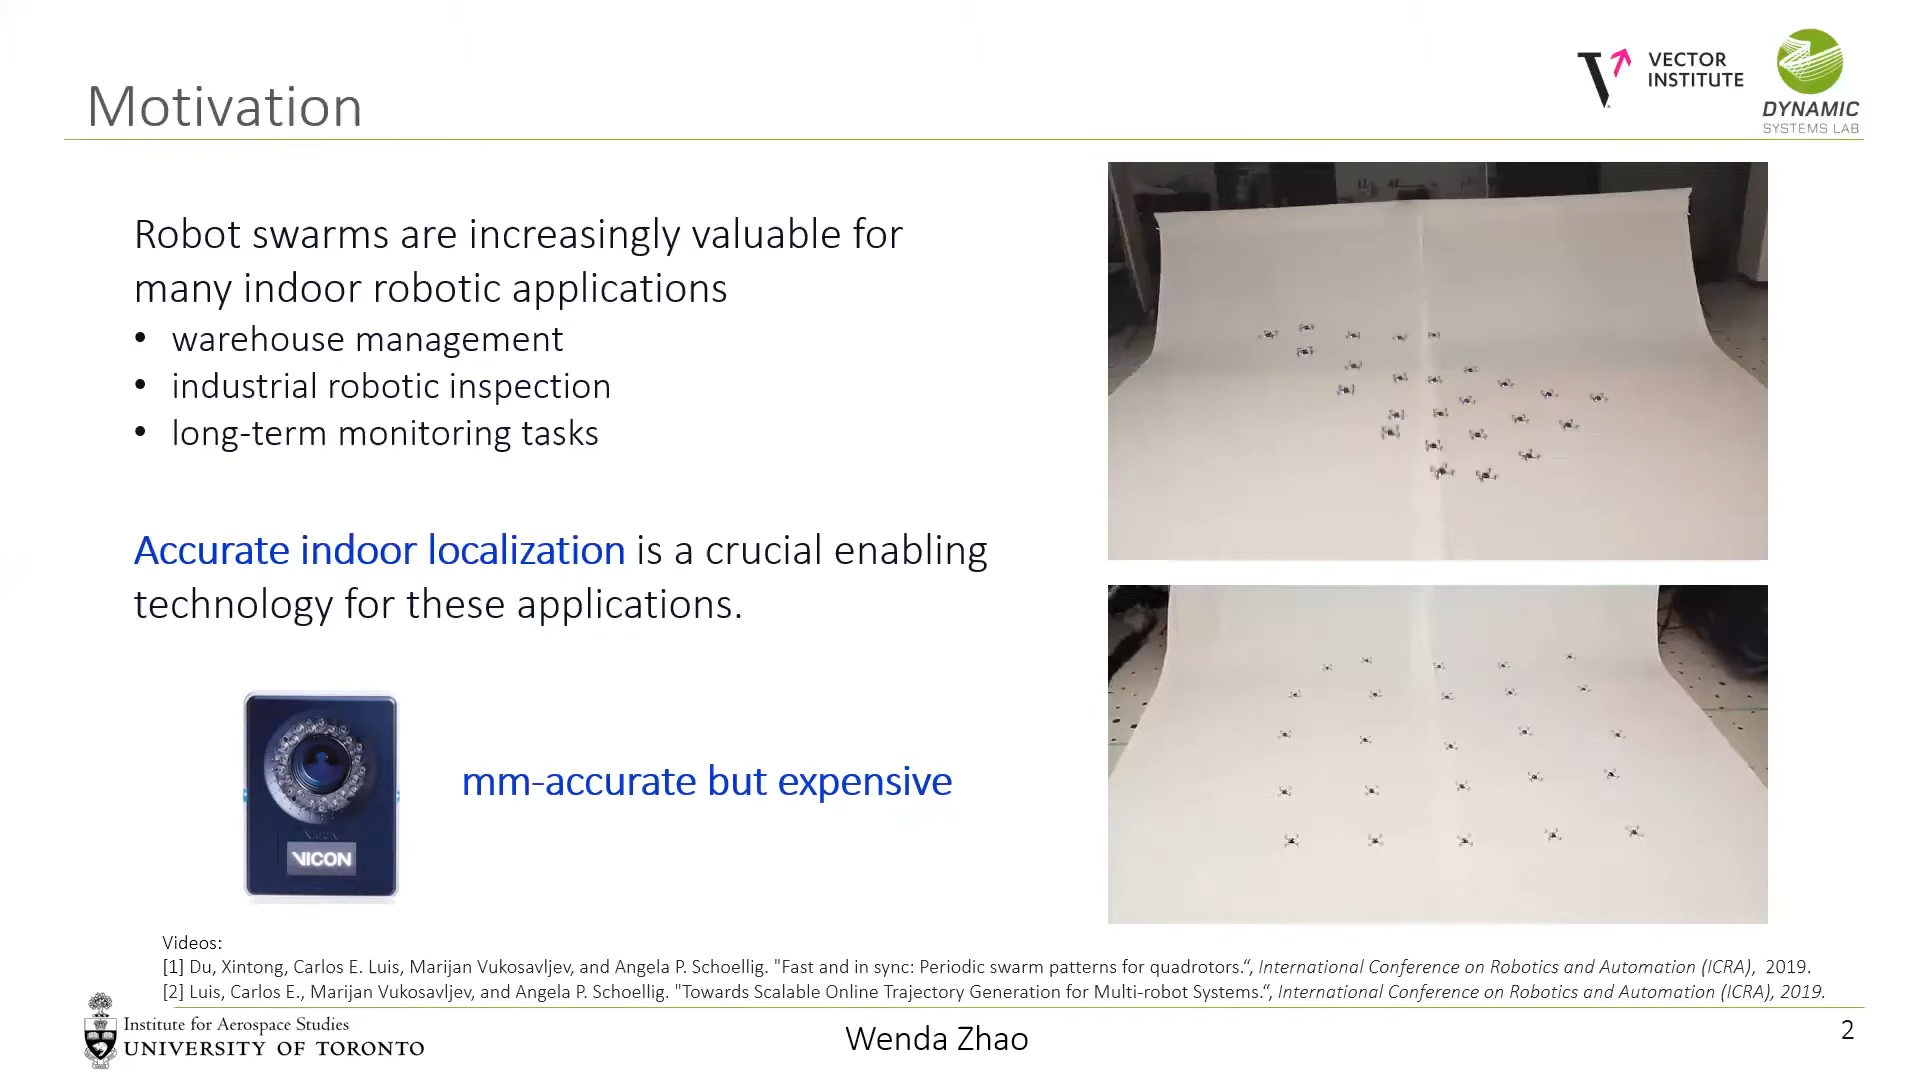 Motivation
VECTOR
INSTITUTE
DYNAMIC
SYSTEMS LAB
Robot swarms are increasingly valuable for
many indoor robotic applications
• warehouse management
• industrial robotic inspection
• long-term monitoring tasks
Accurate indoor localization is a crucial enabling
technology for these applications.
VICON
mm-accurate but expensive
Videos:
[1] Du, Xintong, Carlos E. Luis, Marijan Vukosavljev, and Angela P. Schoellig. "Fast and in sync: Periodic swarm patterns for quadrotors.“, International Conference on Robotics and Automation (ICRA), 2019.
[2] Luis, Carlos E., Marijan Vukosavljev, and Angela P. Schoellig. "Towards Scalable Online Trajectory Generation for Multi-robot Systems.“, International Conference on Robotics and Automation (ICRA), 2019.
Institute for Aerospace Studies
UNIVERSITY OF TORONTO
Wenda Zhao
2